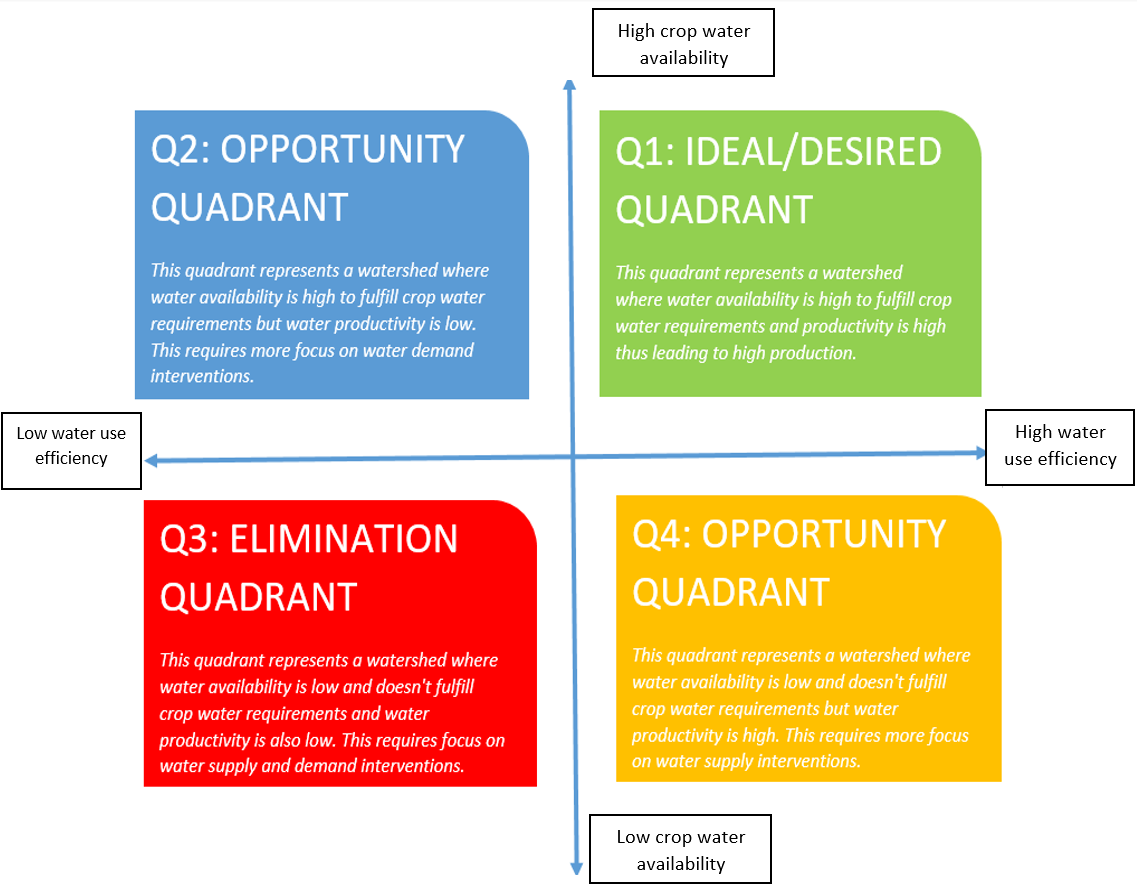 High crop water
availability
Q2: OPPORTUNITY
QUADRANT
This quadrant represents a watershed where
water availability is high to fulfill crop water
requirements but water productivity is low.
This requires more focus on water demand
interventions.
Q1: IDEAL/DESIRED
QUADRANT
This quadrant represents a watershed
where water availability is high to fulfill crop
water requirements and productivity is high
thus leading to high production.
Low water use
efficiency
High water
use efficiency
Q3: ELIMINATION
QUADRANT
This quadrant represents a watershed where
water availability is low and doesn't fulfill
crop water requirements and water
productivity is also low. This requires focus on
water supply and demand interventions.
Q4: OPPORTUNITY
QUADRANT
This quadrant represents a watershed where
water availability is low and doesn't fulfill
crop water requirements but water
productivity is high. This requires more focus
on water supply interventions.
Low crop water
availability